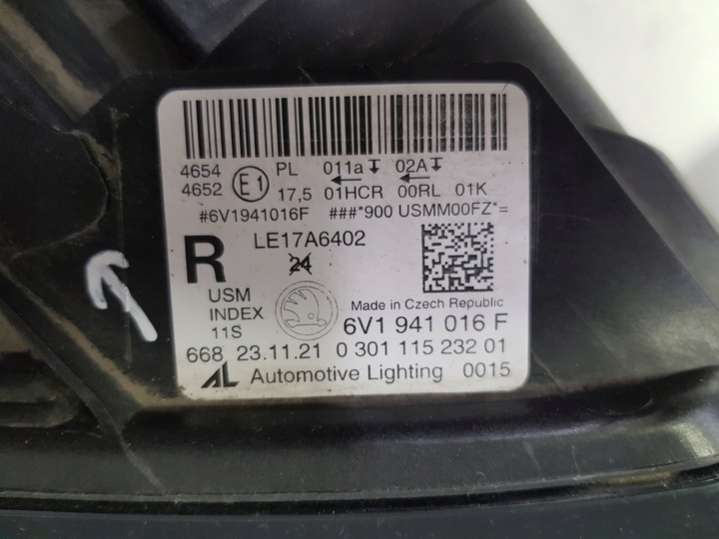 4654 E1 PL 011a 02A
4652 17,5 01HCR 00RL 01K
#6V1941016F ###*900 USMM00FZ*=
R LE17A6402
24
USM
INDEX
11S
Made in Czech Republic
6V1 941 016 F
668 23.11.21 0 301 115 232 01
AL Automotive Lighting 0015